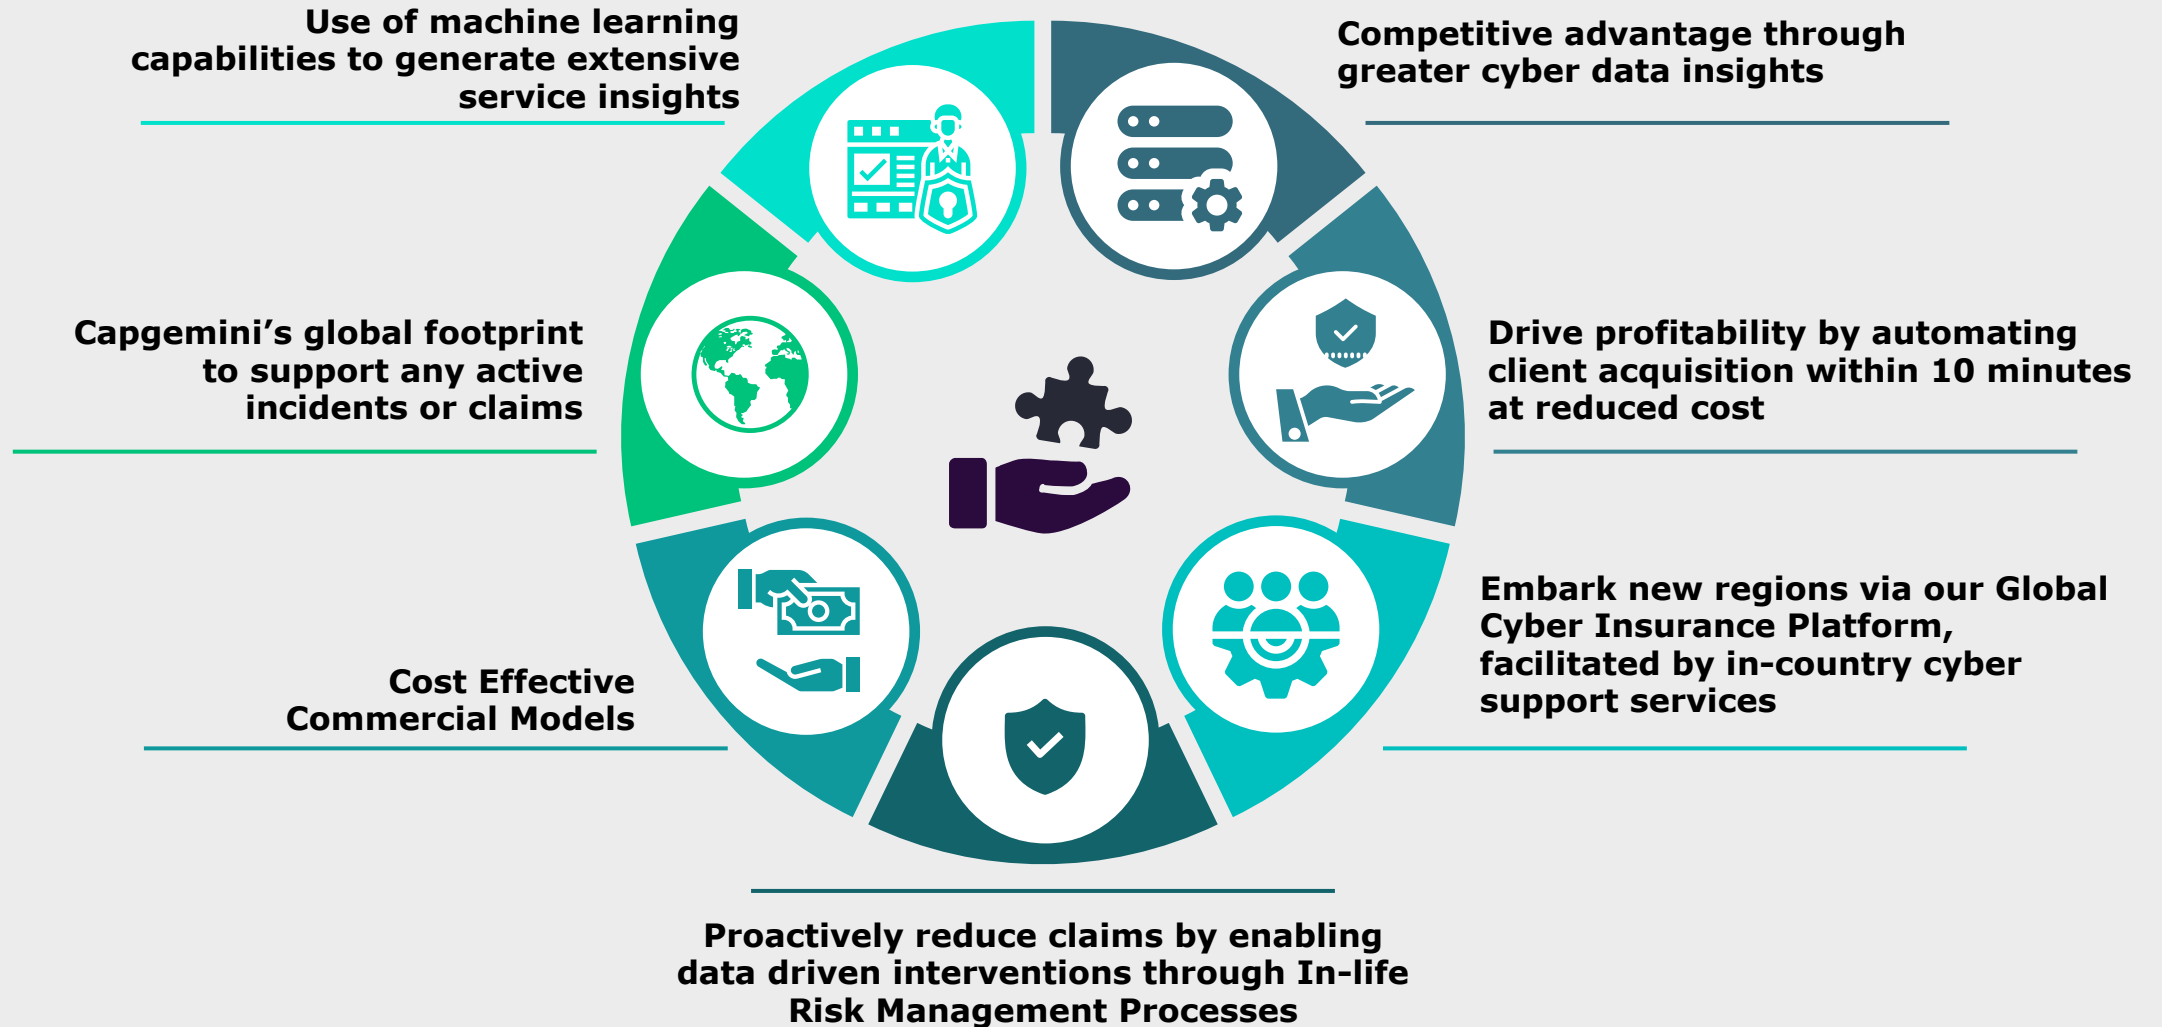 Use of machine learning
capabilities to generate extensive
service insights
Competitive advantage through
greater cyber data insights
Capgemini’s global footprint
to support any active
incidents or claims
Drive profitability by automating
client acquisition within 10 minutes
at reduced cost
Cost Effective
Commercial Models
Embark new regions via our Global
Cyber Insurance Platform,
facilitated by in-country cyber
support services
Proactively reduce claims by enabling
data driven interventions through In-life
Risk Management Processes